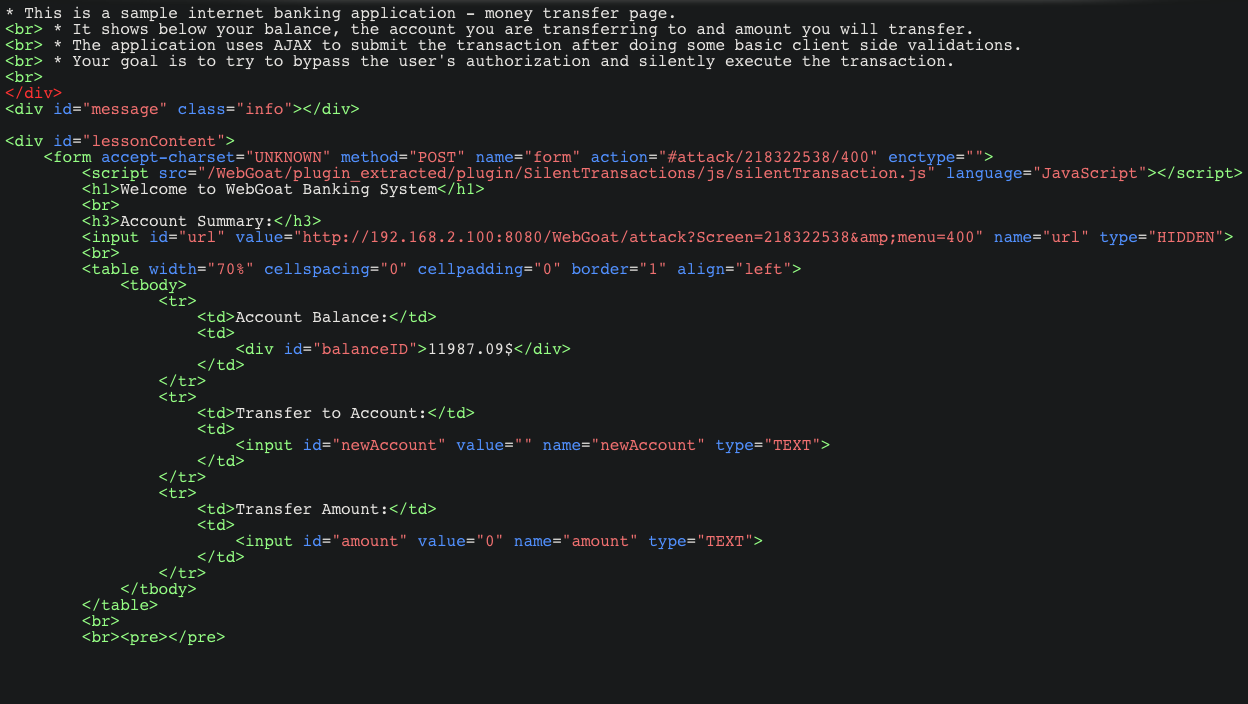 * This is a sample internet banking application - money transfer page.
<br> * It shows below your balance, the account you are transferring to and amount you will transfer.
<br> * The application uses AJAX to submit the transaction after doing some basic client side validations.
<br> * Your goal is to try to bypass the user's authorization and silently execute the transaction.
<br>
</div>
<div id="message" class="info"></div>

<div id="lessonContent">
    <form accept-charset="UNKNOWN" method="POST" name="form" action="#attack/218322538/400" enctype="">
        <script src="/WebGoat/plugin_extracted/plugin/SilentTransactions/js/silentTransaction.js" language="JavaScript"></script>
        <h1>Welcome to WebGoat Banking System</h1>
        <br>
        <h3>Account Summary:</h3>
        <input id="url" value="http://192.168.2.100:8080/WebGoat/attack?Screen=218322538&amp;menu=400" name="url" type="HIDDEN">
        <br>
        <table width="70%" cellspacing="0" cellpadding="0" border="1" align="left">
            <tbody>
                <tr>
                    <td>Account Balance:</td>
                    <td>
                        <div id="balanceID">11987.09$</div>
                    </td>
                </tr>
                <tr>
                    <td>Transfer to Account:</td>
                    <td>
                        <input id="newAccount" value="" name="newAccount" type="TEXT">
                    </td>
                </tr>
                <tr>
                    <td>Transfer Amount:</td>
                    <td>
                        <input id="amount" value="0" name="amount" type="TEXT">
                    </td>
                </tr>
            </tbody>
        </table>
        <br>
        <br><pre></pre>